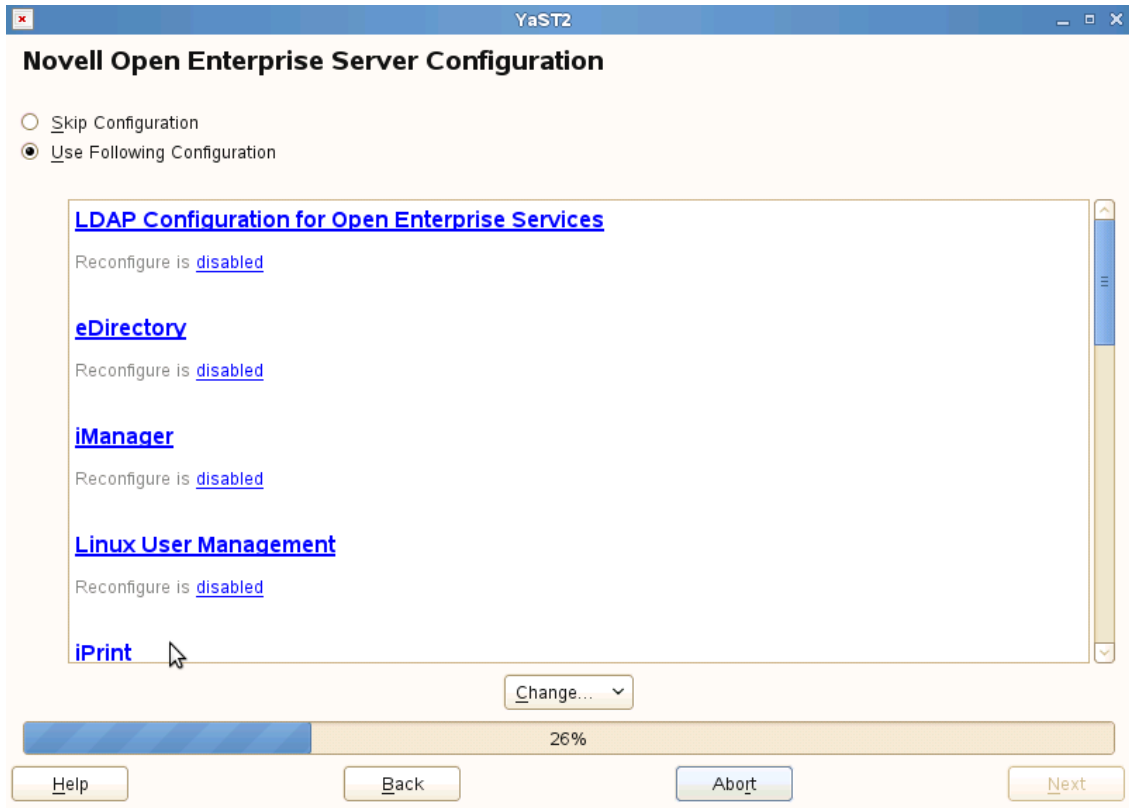 YaST2
Novell Open Enterprise Server Configuration
Skip Configuration
Use Following Configuration
LDAP Configuration for Open Enterprise Services
Reconfigure is disabled
eDirectory
Reconfigure is disabled
iManager
Reconfigure is disabled
Linux User Management
Reconfigure is disabled
iPrint
Change...
26%
Help
Back
Abort
Next